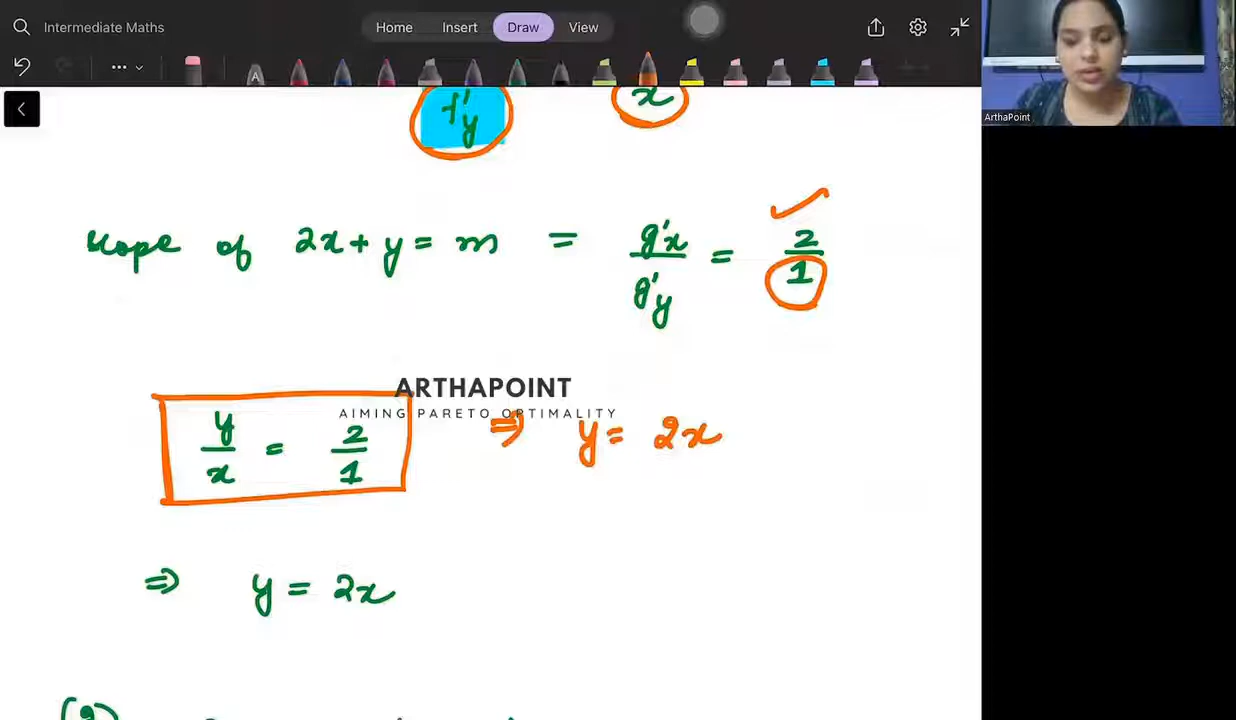 Intermediate Maths
Home Insert Draw View
A
ArthaPoint
f'y x
slope of 2x + y = m = g'x / g'y = 2/1
ARTHAPOINT
AIMING PARETO OPTIMALITY
y/x = 2/1 ⇒ y = 2x
⇒ y = 2x